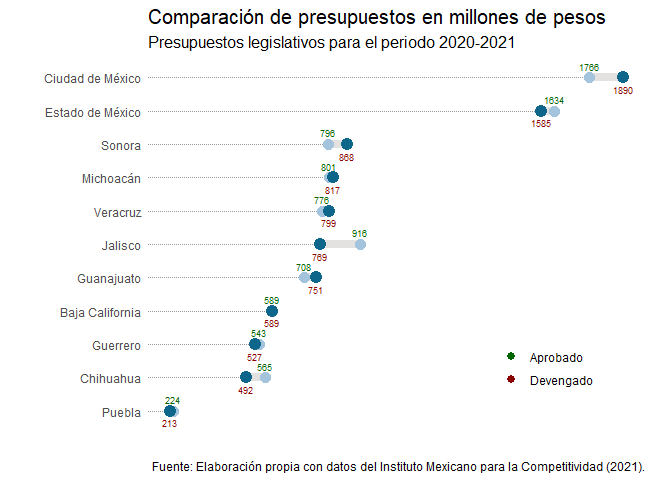 Comparación de presupuestos en millones de pesos
Presupuestos legislativos para el periodo 2020-2021
1766
Ciudad de México
1890
1634
Estado de México
1585
796
Sonora
868
801
Michoacán
817
776
Veracruz
799
916
Jalisco
769
708
Guanajuato
751
589
Baja California
589
543
Guerrero
527
565
Chihuahua
492
224
Puebla
213
Aprobado
Devengado
Fuente: Elaboración propia con datos del Instituto Mexicano para la Competitividad (2021).